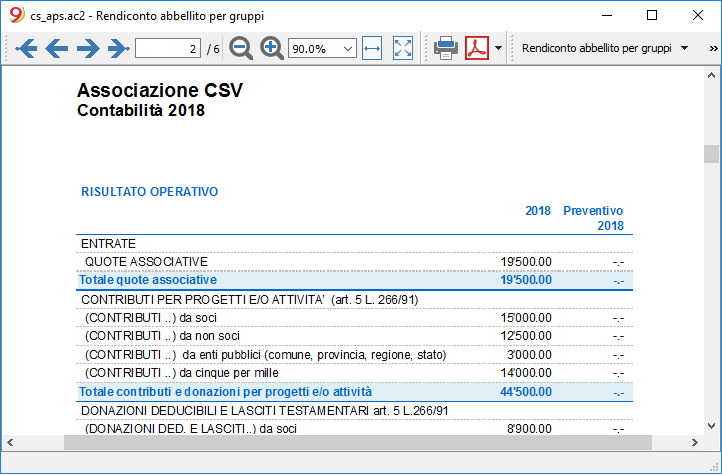 cs_aps.ac2 - Rendiconto abbellito per gruppi
2 / 6 90.0% Rendiconto abbellito per gruppi
Associazione CSV
Contabilità 2018
RISULTATO OPERATIVO
2018 Preventivo
2018
ENTRATE
QUOTE ASSOCIATIVE 19'500.00 -.-
Totale quote associative 19'500.00 -.-
CONTRIBUTI PER PROGETTI E/O ATTIVITA' (art. 5 L. 266/91)
(CONTRIBUTI ..) da soci 15'000.00 -.-
(CONTRIBUTI ..) da non soci 12'500.00 -.-
(CONTRIBUTI ..) da enti pubblici (comune, provincia, regione, stato) 3'000.00 -.-
(CONTRIBUTI ..) da cinque per mille 14'000.00 -.-
Totale contributi e donazioni per progetti e/o attività 44'500.00 -.-
DONAZIONI DEDUCIBILI E LASCITI TESTAMENTARI art. 5 L.266/91
(DONAZIONI DED. E LASCITI..) da soci 8'900.00 -.-